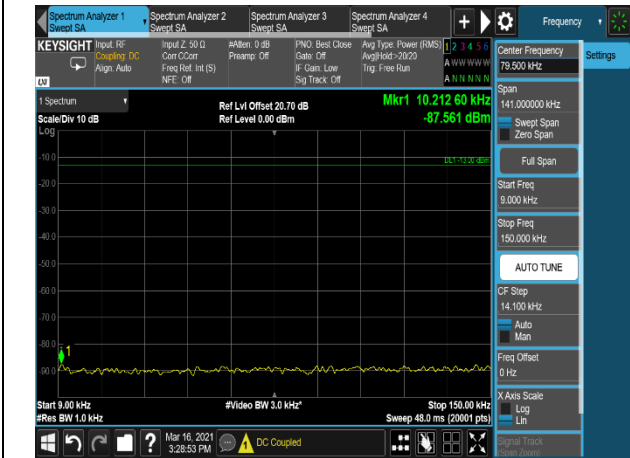 Spectrum Analyzer 1
Swept SA
Spectrum Analyzer 2
Swept SA
Spectrum Analyzer 3
Swept SA
Spectrum Analyzer 4
Swept SA
+
Frequency
KEYSIGHT
Input: RF
Coupling: DC
Align: Auto
Input Z: 50 Ω
Corr CCorr
Freq Ref: Int (S)
NFE: Off
#Atten: 0 dB
Preamp: Off
PNO: Best Close
Gate: Off
IF Gain: Low
Sig Track: Off
Avg Type: Power (RMS)
Avg|Hold:>20/20
Trig: Free Run
1 2 3 4 5 6
A W W W W W
A N N N N N
LXI
1 Spectrum
Scale/Div 10 dB
Log
Ref Lvl Offset 20.70 dB
Ref Level 0.00 dBm
Mkr1 10.212 60 kHz
-87.561 dBm
DL1 -13.00 dBm
-10.0
-20.0
-30.0
-40.0
-50.0
-60.0
-70.0
-80.0
-90.0
1
Start 9.00 kHz
#Res BW 1.0 kHz
#Video BW 3.0 kHz*
Stop 150.00 kHz
Sweep 48.0 ms (20001 pts)
Center Frequency
79.500 kHz
Settings
Span
141.000000 kHz
Swept Span
Zero Span
Full Span
Start Freq
9.000 kHz
Stop Freq
150.000 kHz
AUTO TUNE
CF Step
14.100 kHz
Auto
Man
Freq Offset
0 Hz
X Axis Scale
Log
Lin
Signal Track
(Span Zoom)
?
Mar 16, 2021
3:28:53 PM
DC Coupled